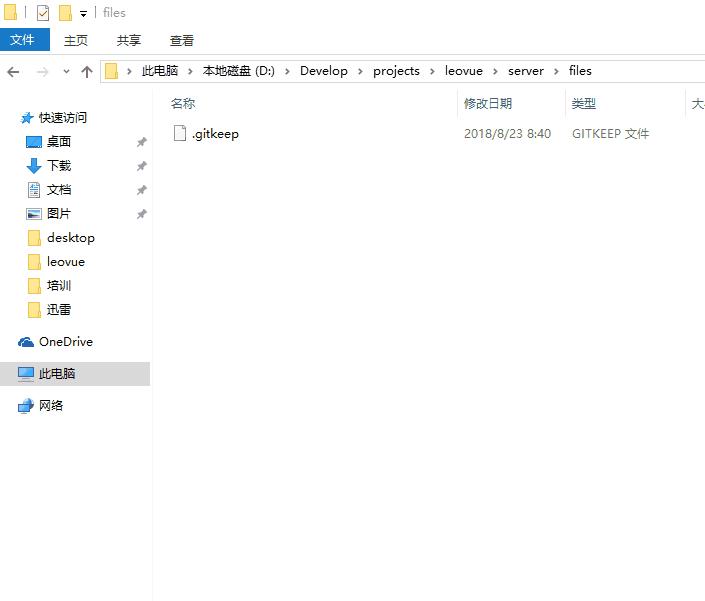 files
文件 主页 共享 查看
此电脑 本地磁盘 (D:) Develop projects leovue server files
名称 修改日期 类型
.gitkeep 2018/8/23 8:40 GITKEEP 文件
快速访问
桌面
下载
文档
图片
desktop
leovue
培训
迅雷
OneDrive
此电脑
网络